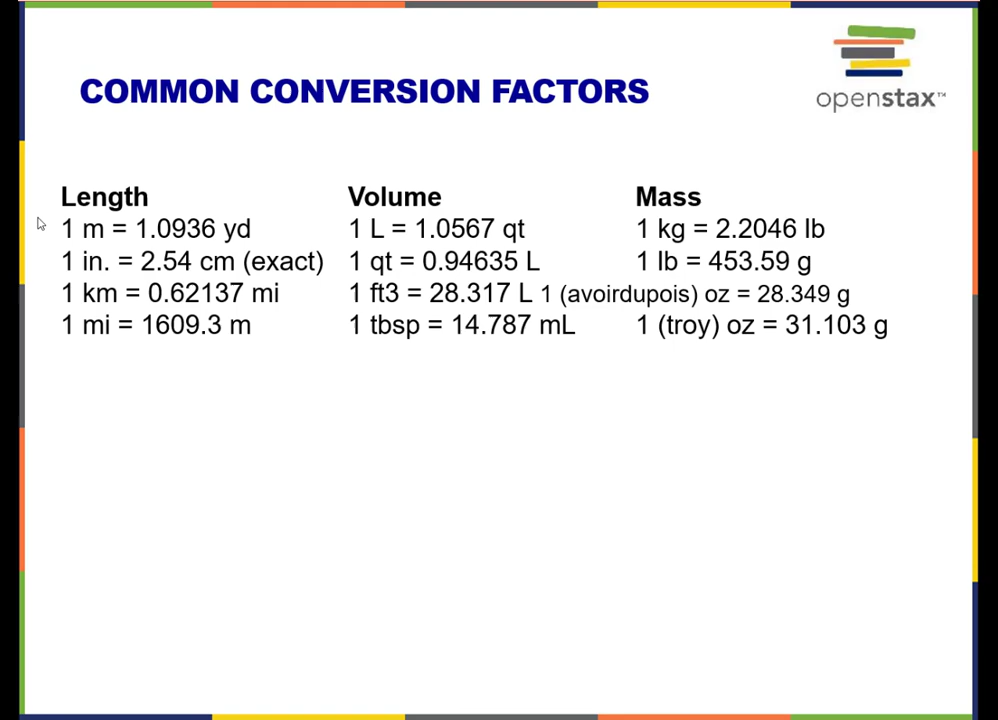 openstax™
COMMON CONVERSION FACTORS
Length Volume Mass
1 m = 1.0936 yd 1 L = 1.0567 qt 1 kg = 2.2046 lb
1 in. = 2.54 cm (exact) 1 qt = 0.94635 L 1 lb = 453.59 g
1 km = 0.62137 mi 1 ft3 = 28.317 L 1 (avoirdupois) oz = 28.349 g
1 mi = 1609.3 m 1 tbsp = 14.787 mL 1 (troy) oz = 31.103 g